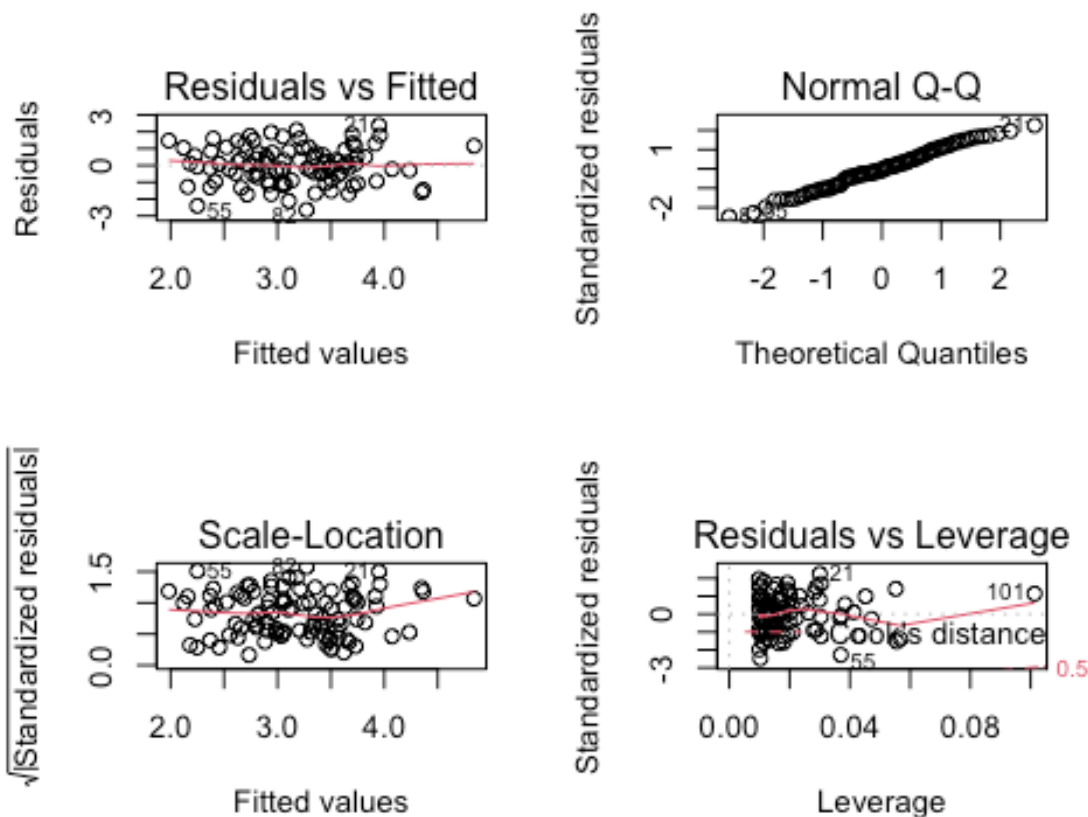 Residuals vs Fitted
Residuals
3
0
-3
21
55
82
2.0
3.0
4.0
Fitted values
Normal Q-Q
Standardized residuals
1
-2
21
-2
-1
0
1
2
Theoretical Quantiles
Scale-Location
√|Standardized residuals|
1.5
0.0
55
82
21
2.0
3.0
4.0
Fitted values
Residuals vs Leverage
Standardized residuals
0
-3
21
101
Cook's distance
55
0.5
0.00
0.04
0.08
Leverage